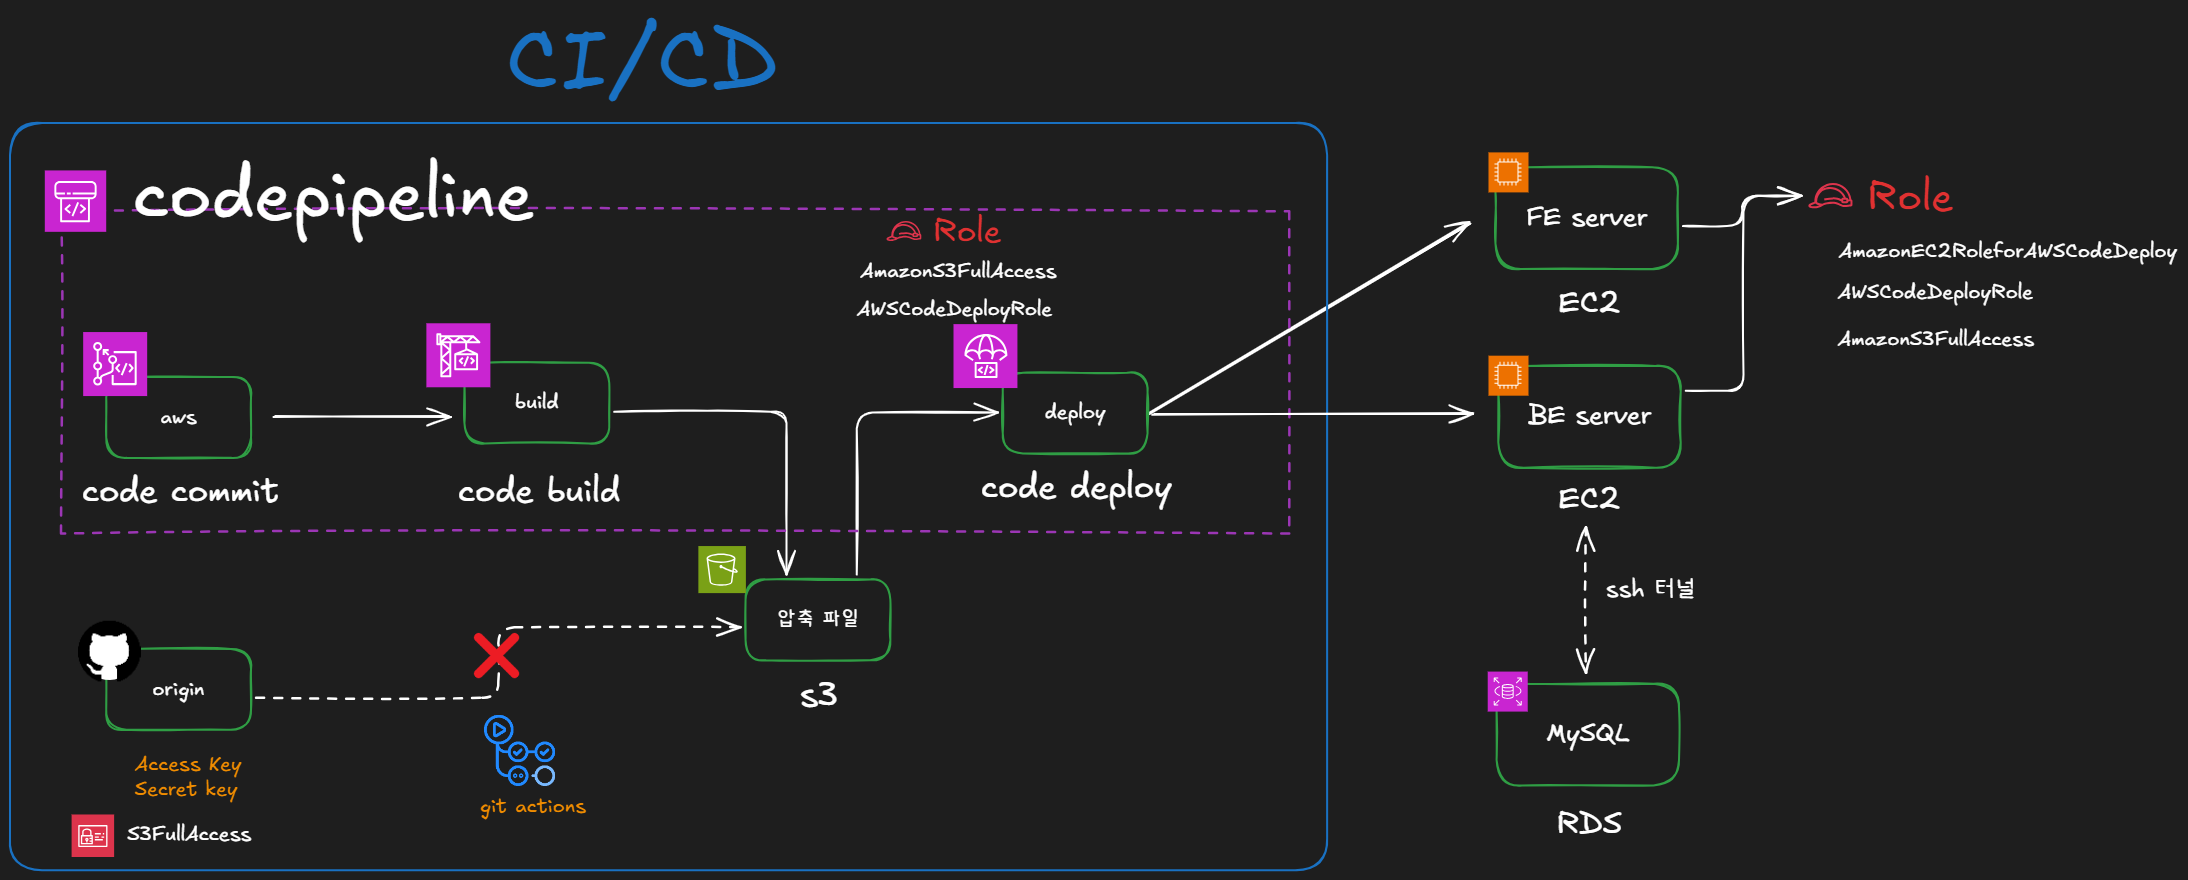 CI/CD
codepipeline
Role
AmazonS3FullAccess
AWSCodeDeployRole
aws
code commit
build
code build
deploy
code deploy
압축 파일
s3
origin
Access Key
Secret key
S3FullAccess
git actions
FE server
EC2
BE server
EC2
Role
AmazonEC2RoleforAWSCodeDeploy
AWSCodeDeployRole
AmazonS3FullAccess
ssh 터널
MySQL
RDS